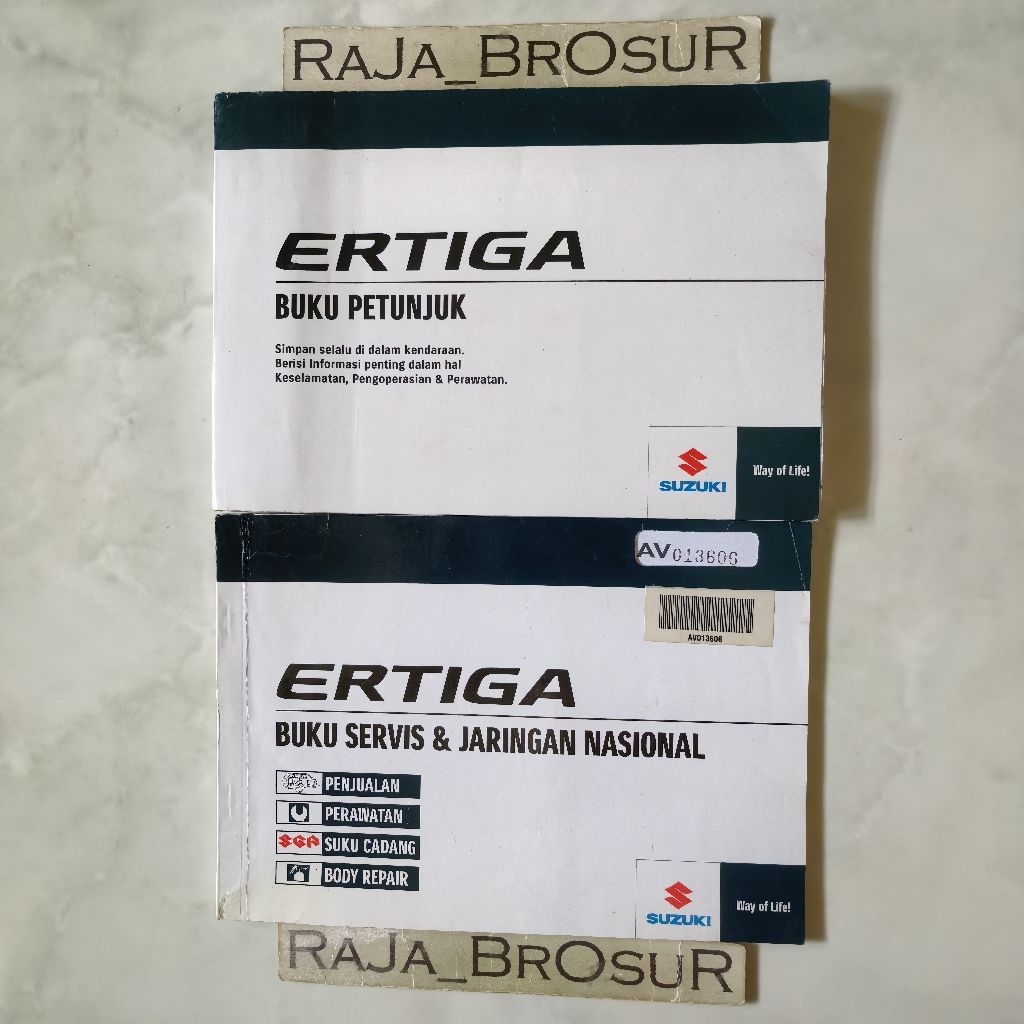 RAJA_BROSUR
ERTIGA
BUKU PETUNJUK
Simpan selalu di dalam kendaraan.
Berisi Informasi penting dalam hal
Keselamatan, Pengoperasian & Perawatan.
SUZUKI
Way of Life!
AV013606
AV013606
ERTIGA
BUKU SERVIS & JARINGAN NASIONAL
PENJUALAN
PERAWATAN
SGP SUKU CADANG
BODY REPAIR
SUZUKI
Way of Life!
RAJA_BROSUR